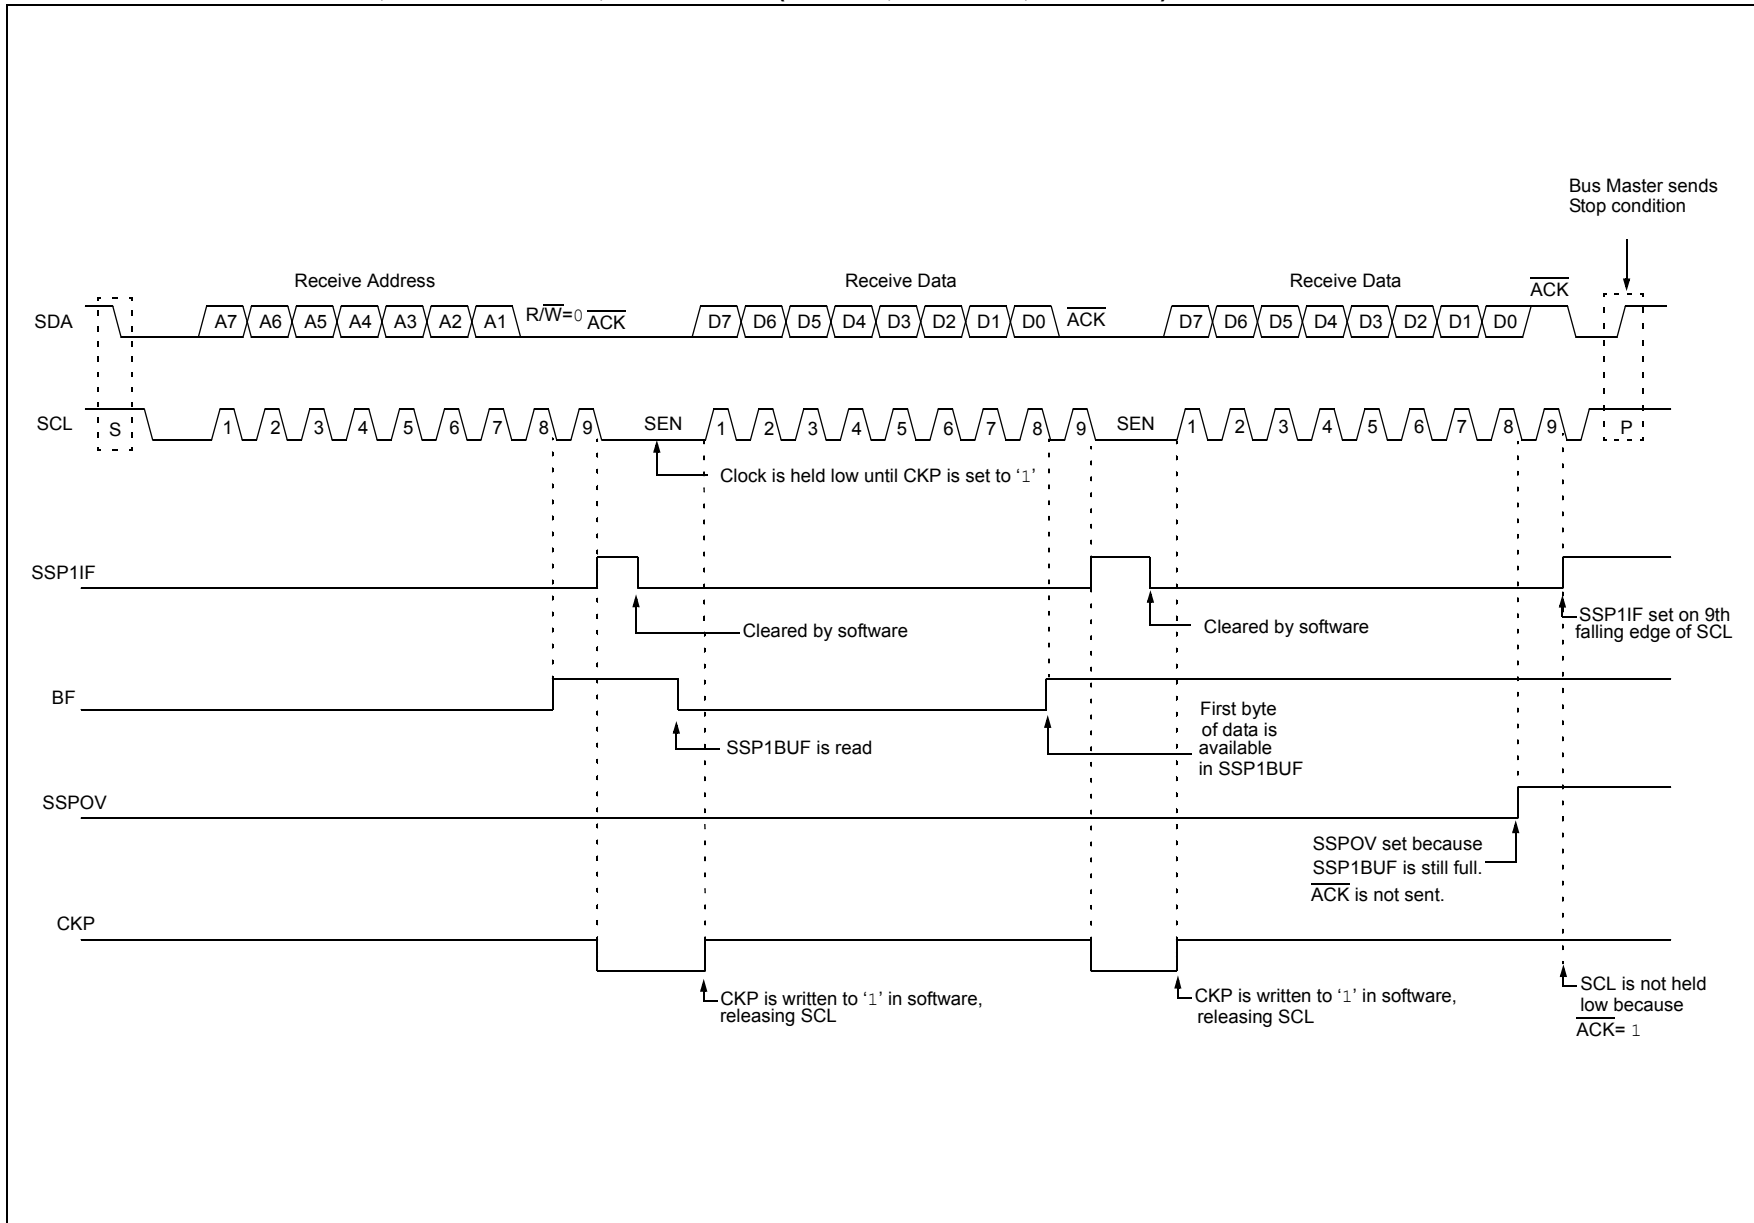 Bus Master sends
Stop condition
Receive Address
Receive Data
Receive Data
ACK
SDA
A7 A6 A5 A4 A3 A2 A1 R/W=0 ACK
D7 D6 D5 D4 D3 D2 D1 D0 ACK
D7 D6 D5 D4 D3 D2 D1 D0
SCL
S
1 2 3 4 5 6 7 8 9 SEN
1 2 3 4 5 6 7 8 9 SEN
1 2 3 4 5 6 7 8 9
P
Clock is held low until CKP is set to ‘1’
SSP1IF
Cleared by software
Cleared by software
SSP1IF set on 9th
falling edge of SCL
BF
SSP1BUF is read
First byte
of data is
available
in SSP1BUF
SSPOV
SSPOV set because
SSP1BUF is still full.
ACK is not sent.
CKP
CKP is written to ‘1’ in software,
releasing SCL
CKP is written to ‘1’ in software,
releasing SCL
SCL is not held
low because
ACK= 1